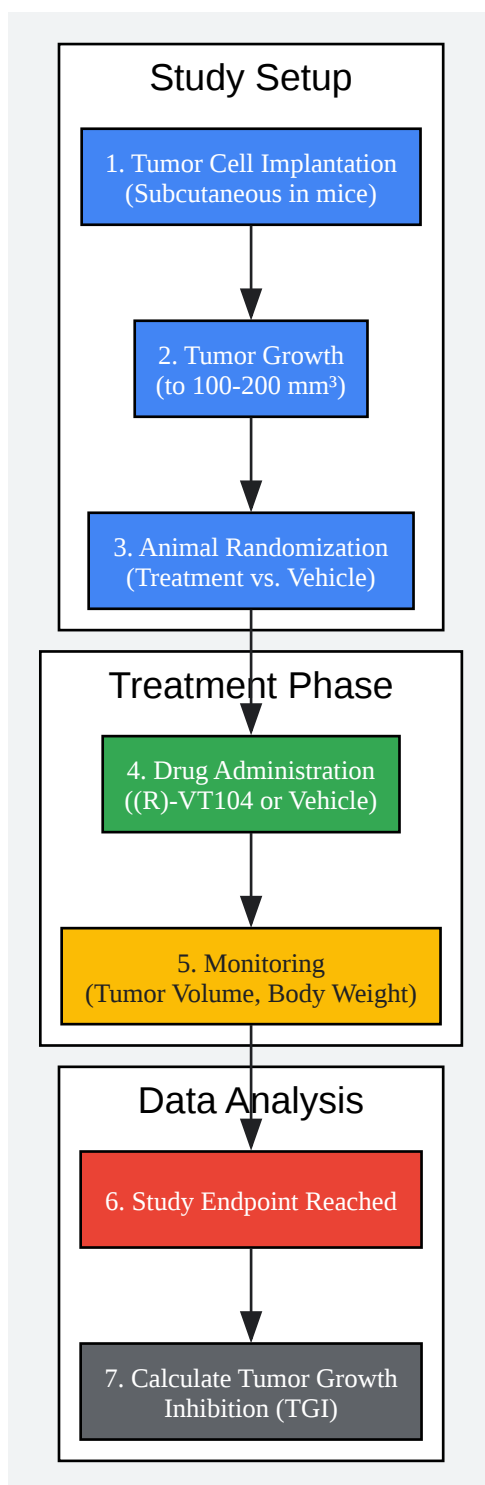 Study Setup
1. Tumor Cell Implantation
(Subcutaneous in mice)
2. Tumor Growth
(to 100-200 mm³)
3. Animal Randomization
(Treatment vs. Vehicle)
Treatment Phase
4. Drug Administration
((R)-VT104 or Vehicle)
5. Monitoring
(Tumor Volume, Body Weight)
Data Analysis
6. Study Endpoint Reached
7. Calculate Tumor Growth
Inhibition (TGI)